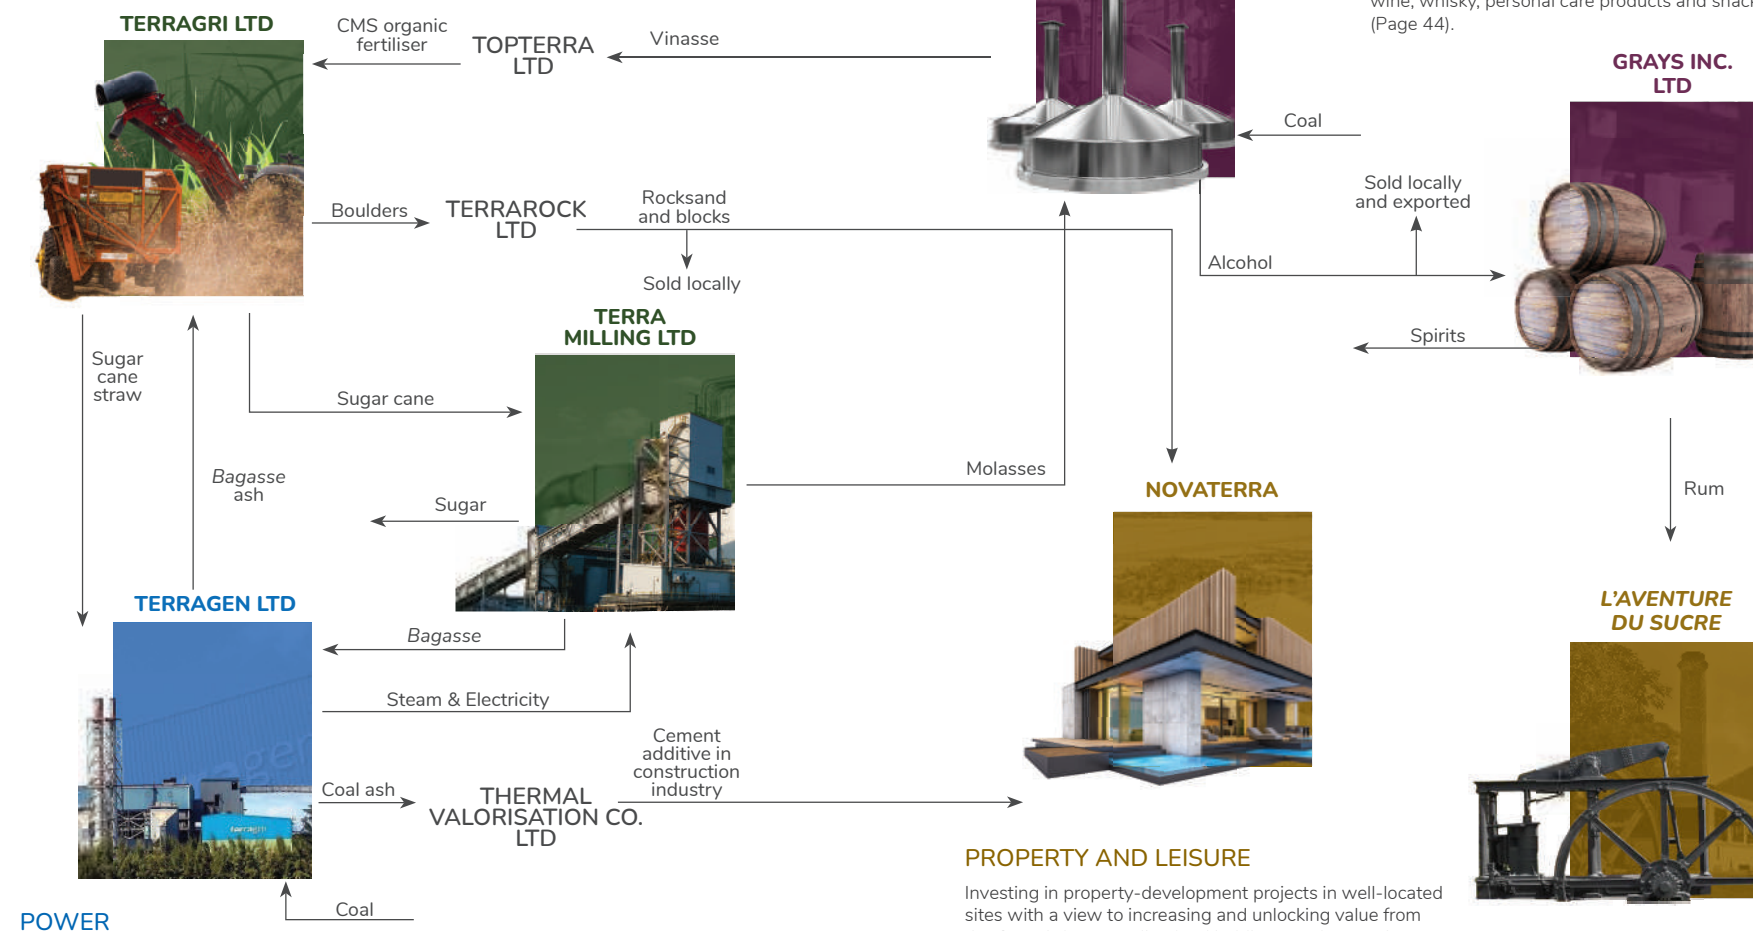 wine, whisky, personal care products and snack
(Page 44).
TERRAGRI LTD
CMS organic
fertiliser
TOPTERRA
LTD
Vinasse
GRAYS INC.
LTD
Coal
Sold locally
and exported
Boulders
TERRAROCK
LTD
Rocksand
and blocks
Sold locally
Alcohol
TERRA
MILLING LTD
Spirits
Sugar
cane
straw
Sugar cane
Bagasse
ash
Sugar
Molasses
NOVATERRA
Rum
TERRAGEN LTD
L’AVENTURE
DU SUCRE
Bagasse
Steam & Electricity
Cement
additive in
construction
industry
Coal ash
THERMAL
VALORISATION CO.
LTD
terragen
PROPERTY AND LEISURE
Investing in property-development projects in well-located
sites with a view to increasing and unlocking value from
Coal
POWER